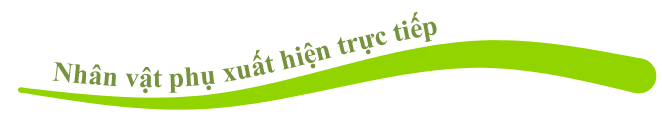 Nhân vật phụ xuất hiện trực tiếp